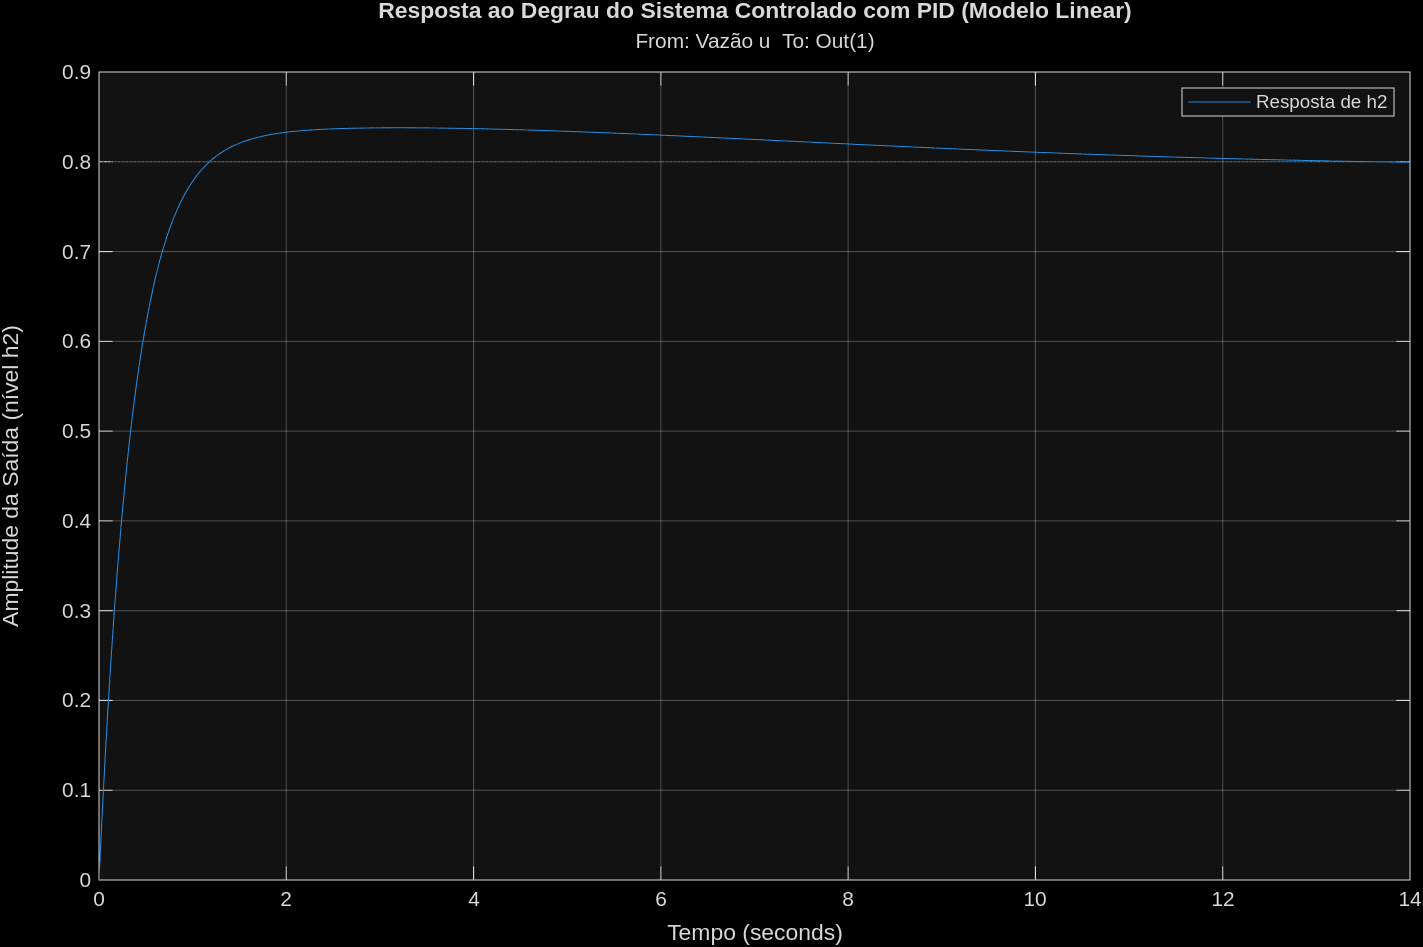 Resposta ao Degrau do Sistema Controlado com PID (Modelo Linear)
From: Vazão u  To: Out(1)
Resposta de h2
Amplitude da Saída (nível h2)
0.9
0.8
0.7
0.6
0.5
0.4
0.3
0.2
0.1
0
0 2 4 6 8 10 12 14
Tempo (seconds)